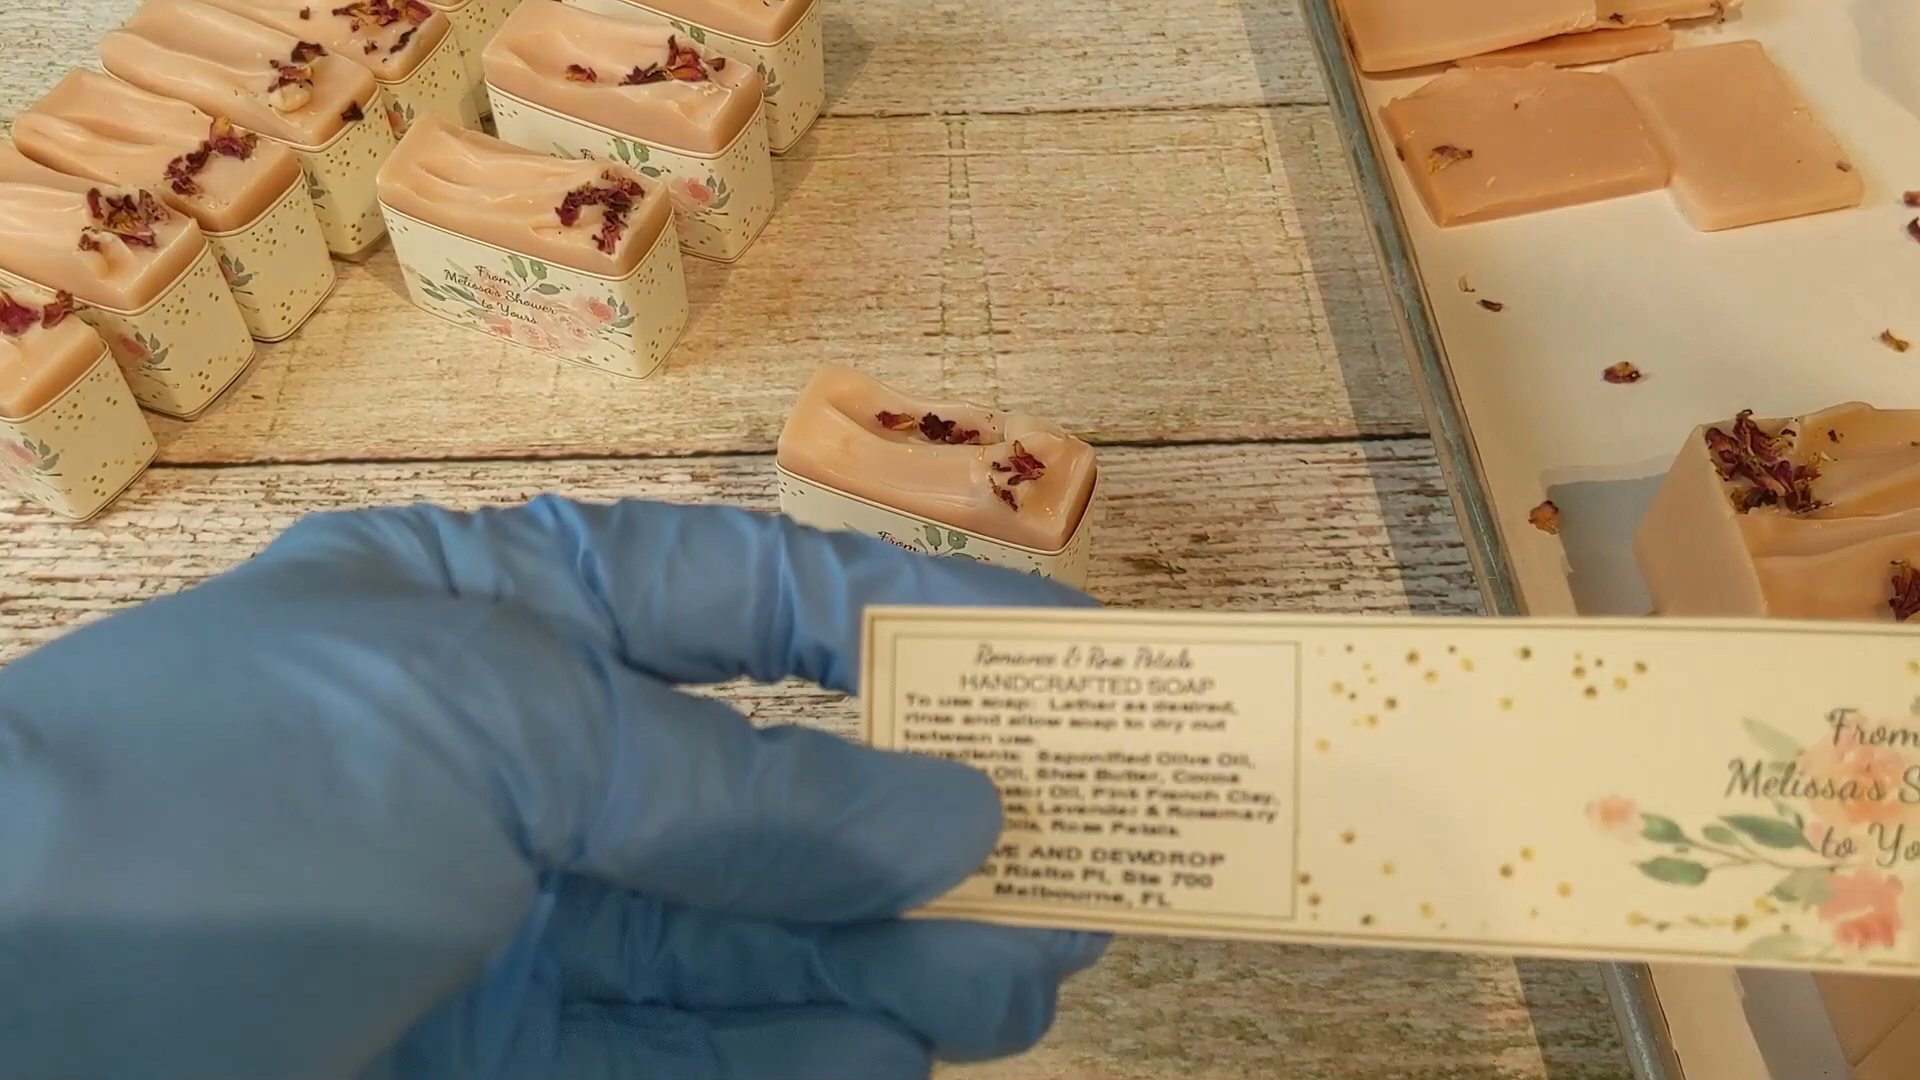 From
Melissa's Shower
to Yours
From
Romance & Rose Petals
HANDCRAFTED SOAP
To use soap: Lather as desired,
rinse and allow soap to dry out
between use.
Ingredients: Saponified Olive Oil,
Oil, Shea Butter, Cocoa
Oil, Pink French Clay,
Lavender & Rosemary
Oils, Rose Petals.
AND DEWDROP
Rialto Pl, Ste 700
Melbourne, FL
From
Melissa's S
to Yo